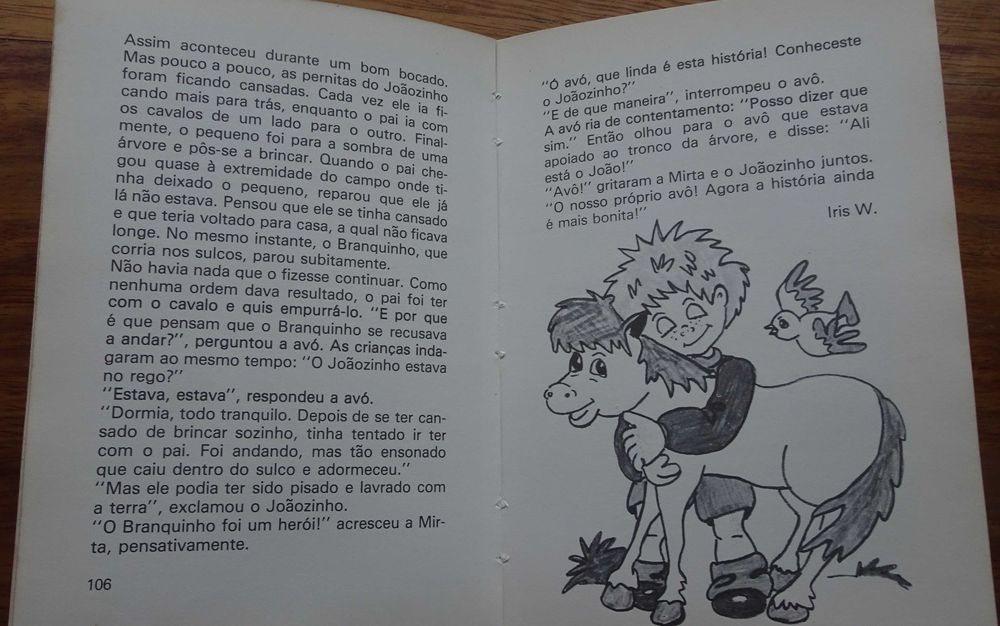 Assim aconteceu durante um bom bocado.
Mas pouco a pouco, as pernitas do Joãozinho
foram ficando cansadas. Cada vez ele ia fi-
cando mais para trás, enquanto o pai ia com
os cavalos de um lado para o outro. Final-
mente, o pequeno foi para a sombra de uma
árvore e pôs-se a brincar. Quando o pai che-
gou quase à extremidade do campo onde ti-
nha deixado o pequeno, reparou que ele já
lá não estava. Pensou que ele se tinha cansado
e que teria voltado para casa, a qual não ficava
longe. No mesmo instante, o Branquinho, que
corria nos sulcos, parou subitamente.
Não havia nada que o fizesse continuar. Como
nenhuma ordem dava resultado, o pai foi ter
com o cavalo e quis empurrá-lo. "E por que
é que pensam que o Branquinho se recusava
a andar?", perguntou a avó. As crianças inda-
garam ao mesmo tempo: "O Joãozinho estava
no rego?"
"Estava, estava", respondeu a avó.
"Dormia, todo tranquilo. Depois de se ter can-
sado de brincar sozinho, tinha tentado ir ter
com o pai. Foi andando, mas tão ensonado
que caiu dentro do sulco e adormeceu."
"Mas ele podia ter sido pisado e lavrado com
a terra", exclamou o Joãozinho.
"O Branquinho foi um herói!" acresceu a Mir-
ta, pensativamente.
106
"Ó avó, que linda é esta história! Conheceste
o Joãozinho?"
"E de que maneira", interrompeu o avô.
A avó ria de contentamento: "Posso dizer que
sim." Então olhou para o avô que estava
apoiado ao tronco da árvore, e disse: "Ali
está o João!"
"Avô!" gritaram a Mirta e o Joãozinho juntos.
"O nosso próprio avô! Agora a história ainda
é mais bonita!"
Iris W.